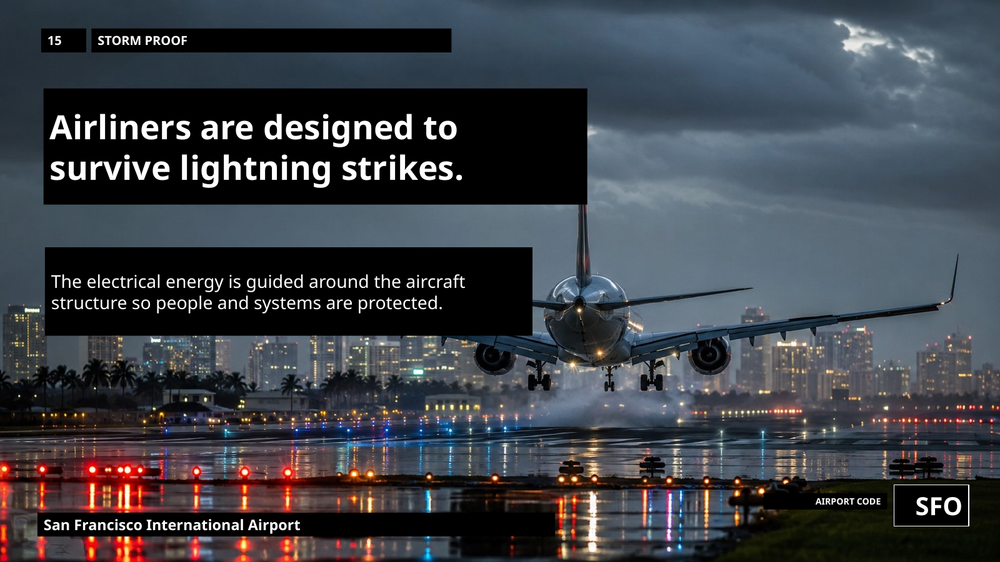 15
STORM PROOF
Airliners are designed to
survive lightning strikes.
The electrical energy is guided around the aircraft
structure so people and systems are protected.
San Francisco International Airport
AIRPORT CODE
SFO